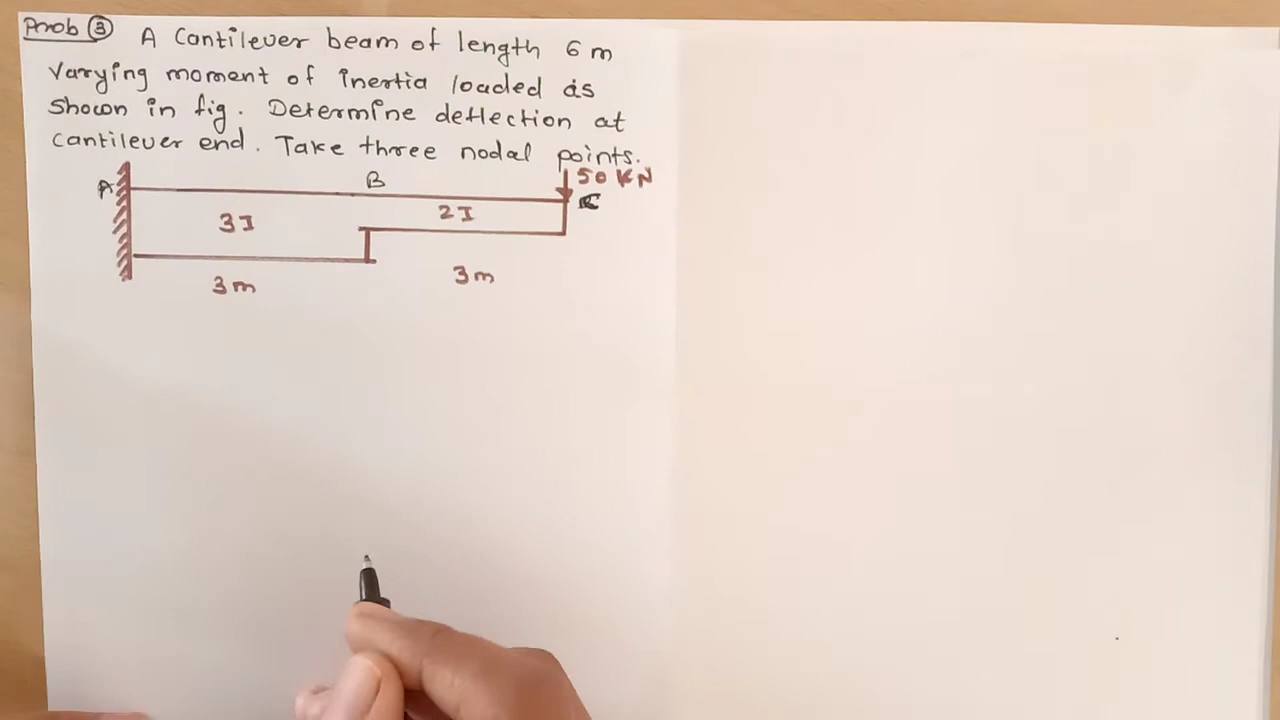 Prob ③ A Cantilever beam of length 6 m
Varying moment of inertia loaded as
shown in fig. Determine deflection at
cantilever end. Take three nodal points.
A B 50 KN
3I 2I
3m 3m